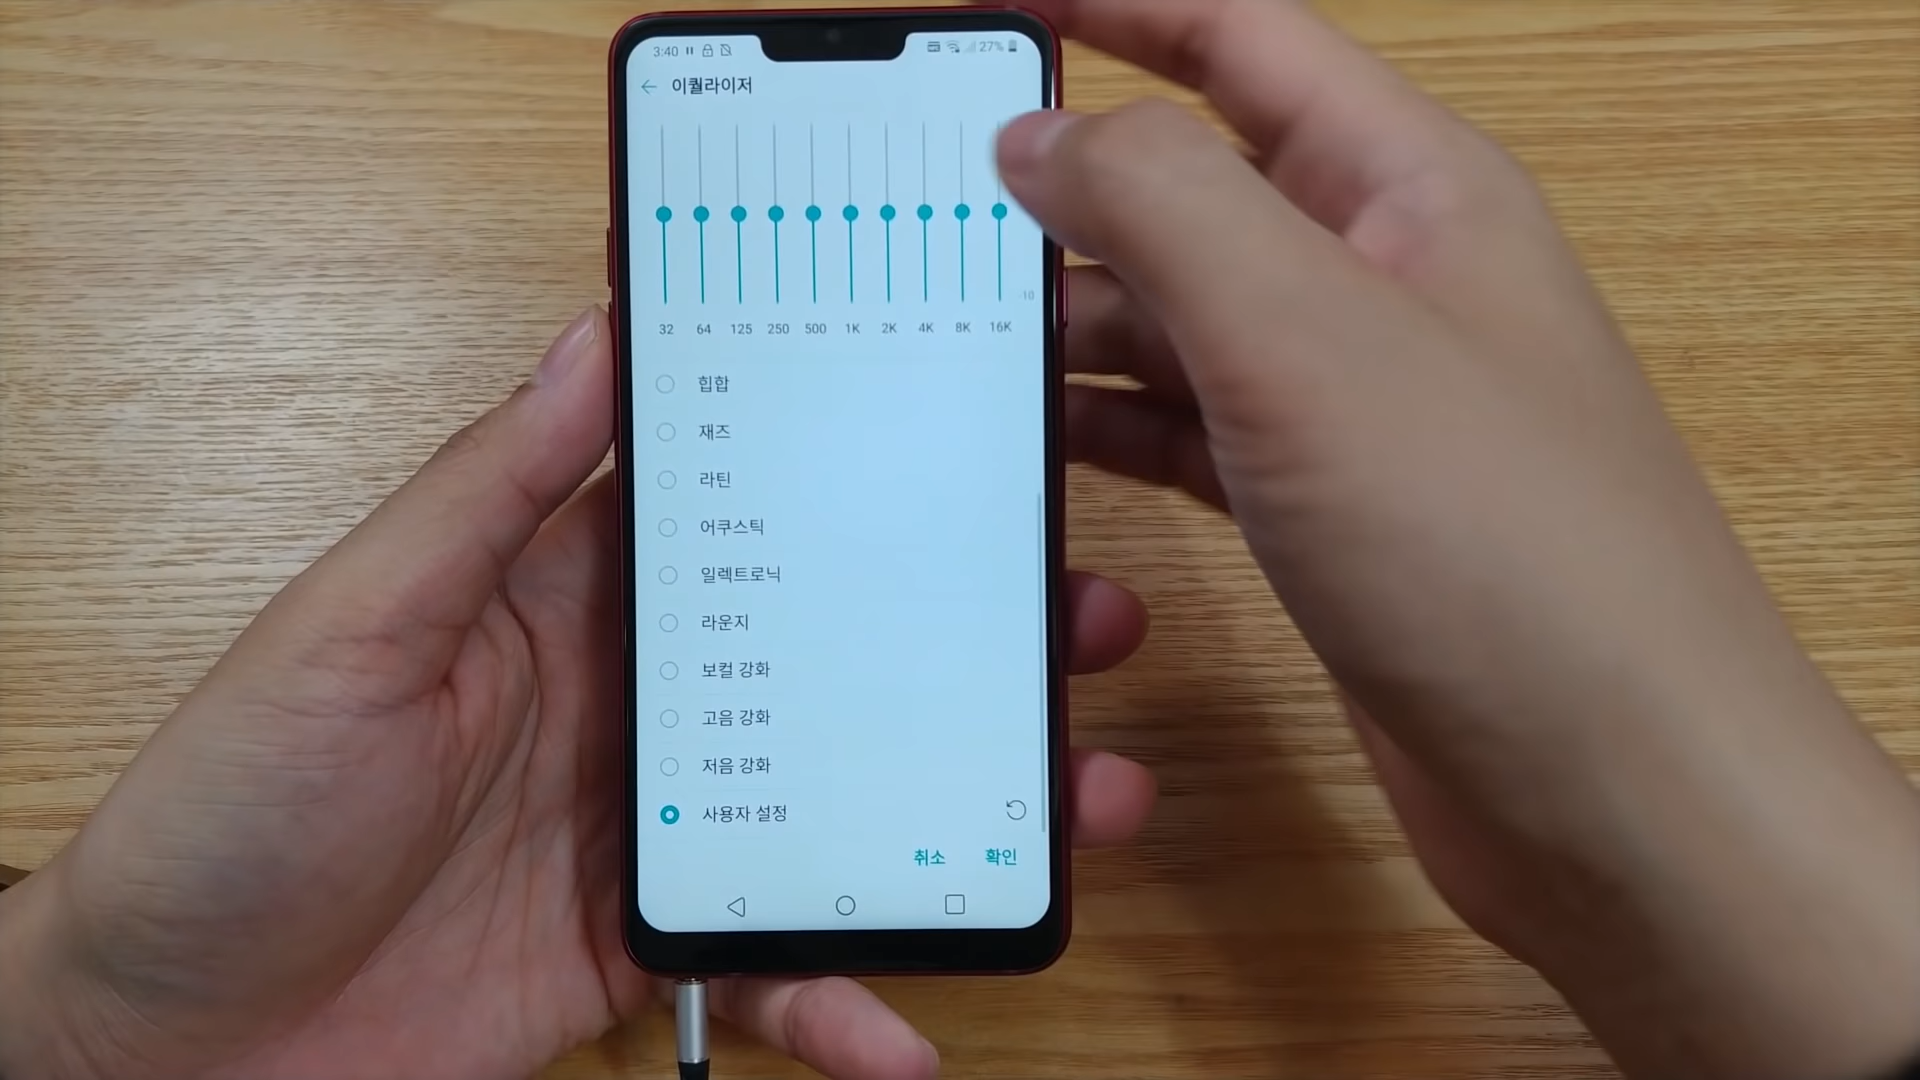 3:40 27%
이퀄라이저
-10
32 64 125 250 500 1K 2K 4K 8K 16K
힙합
재즈
라틴
어쿠스틱
일렉트로닉
라운지
보컬 강화
고음 강화
저음 강화
사용자 설정
취소 확인